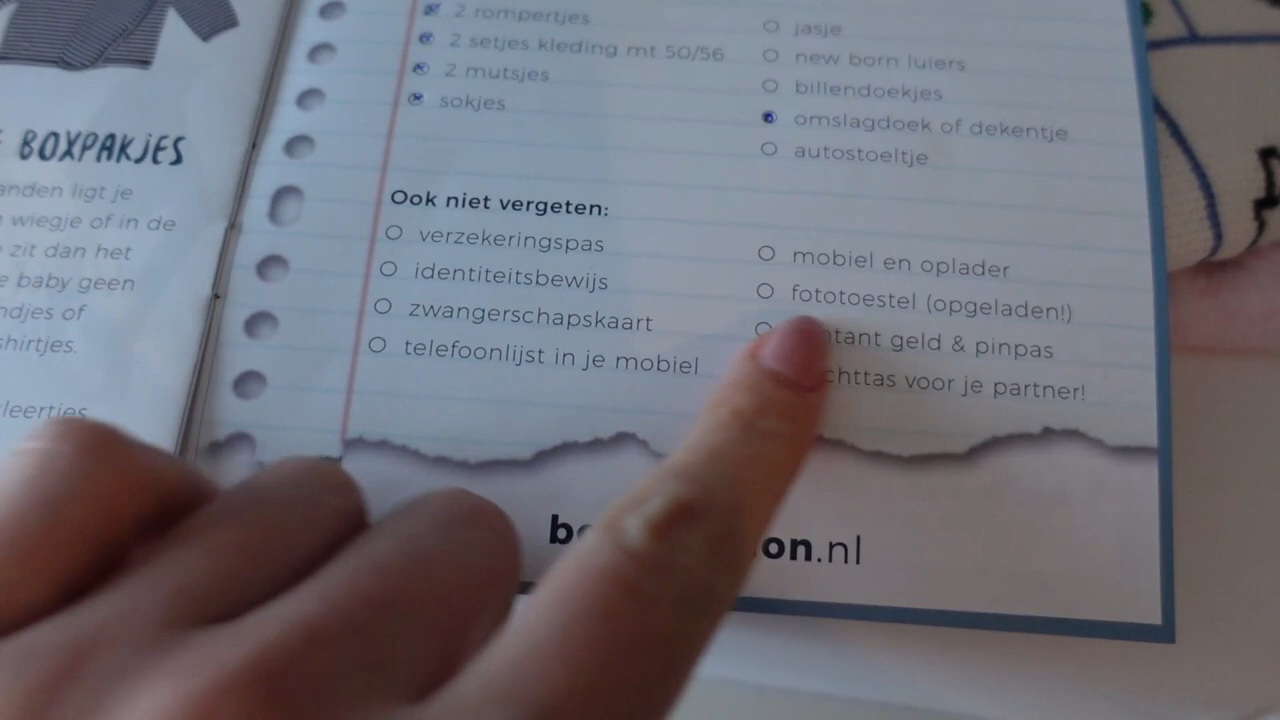 BOXPAKJES
anden ligt je
wiegje of in de
zit dan het
baby geen
ndjes of
shirtjes.
leertjes
2 rompertjes
2 setjes kleding mt 50/56
2 mutsjes
sokjes
jasje
new born luiers
billendoekjes
omslagdoek of dekentje
autostoeltje
Ook niet vergeten:
verzekeringspas
identiteitsbewijs
zwangerschapskaart
telefoonlijst in je mobiel
mobiel en oplader
fototoestel (opgeladen!)
tant geld & pinpas
chttas voor je partner!
b on.nl